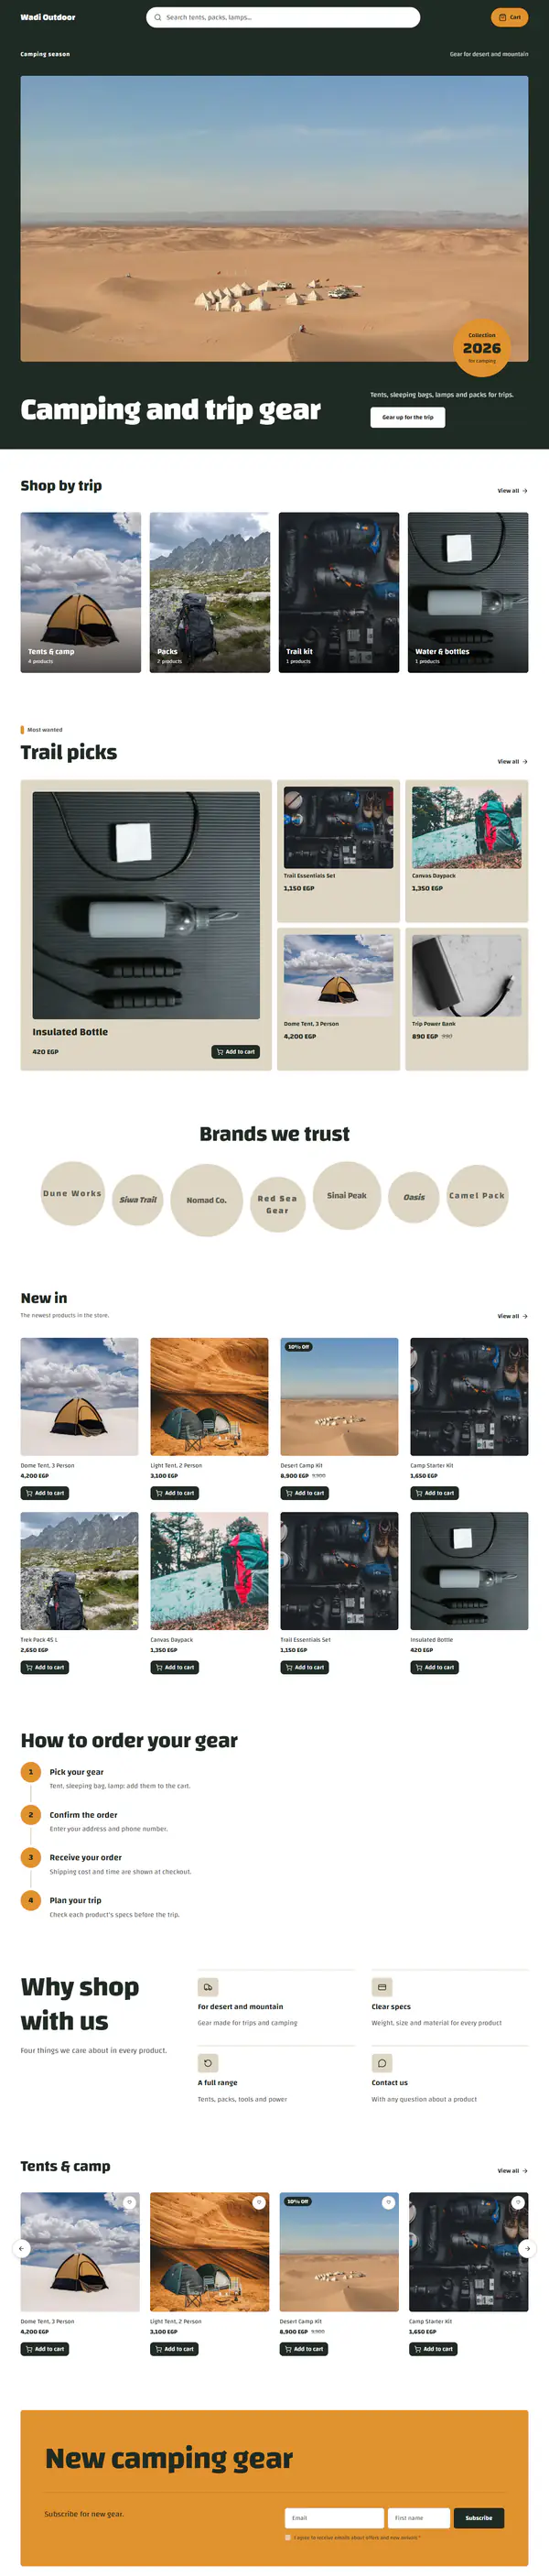 Wadi Outdoor
Search tents, packs, lamps...
Cart
Camping season
Gear for desert and mountain
Collection
2026
for camping
Camping and trip gear
Tents, sleeping bags, lamps and packs for trips.
Gear up for the trip
Shop by trip
View all →
Tents & camp
4 products
Packs
2 products
Trail kit
1 products
Water & bottles
1 products
Most wanted
Trail picks
View all →
Insulated Bottle
420 EGP
Add to cart
Trail Essentials Set
1,150 EGP
Canvas Daypack
1,350 EGP
Dome Tent, 3 Person
4,200 EGP
Trip Power Bank
890 EGP 990
Brands we trust
Dune Works
Siwa Trail
Nomad Co.
Red Sea
Gear
Sinai Peak
Oasis
Camel Pack
New in
The newest products in the store.
View all →
Dome Tent, 3 Person
4,200 EGP
Add to cart
Light Tent, 2 Person
3,100 EGP
Add to cart
10% Off
Desert Camp Kit
8,900 EGP 9,900
Add to cart
Camp Starter Kit
1,650 EGP
Add to cart
Trek Pack 45 L
2,650 EGP
Add to cart
Canvas Daypack
1,350 EGP
Add to cart
Trail Essentials Set
1,150 EGP
Add to cart
Insulated Bottle
420 EGP
Add to cart
How to order your gear
1
Pick your gear
Tent, sleeping bag, lamp: add them to the cart.
2
Confirm the order
Enter your address and phone number.
3
Receive your order
Shipping cost and time are shown at checkout.
4
Plan your trip
Check each product's specs before the trip.
Why shop
with us
Four things we care about in every product.
For desert and mountain
Gear made for trips and camping
Clear specs
Weight, size and material for every product
A full range
Tents, packs, tools and power
Contact us
With any question about a product
Tents & camp
View all →
Dome Tent, 3 Person
4,200 EGP
Add to cart
Light Tent, 2 Person
3,100 EGP
Add to cart
10% Off
Desert Camp Kit
8,900 EGP 9,900
Add to cart
Camp Starter Kit
1,650 EGP
Add to cart
New camping gear
Subscribe for new gear.
Email
First name
Subscribe
I agree to receive emails about offers and new arrivals *